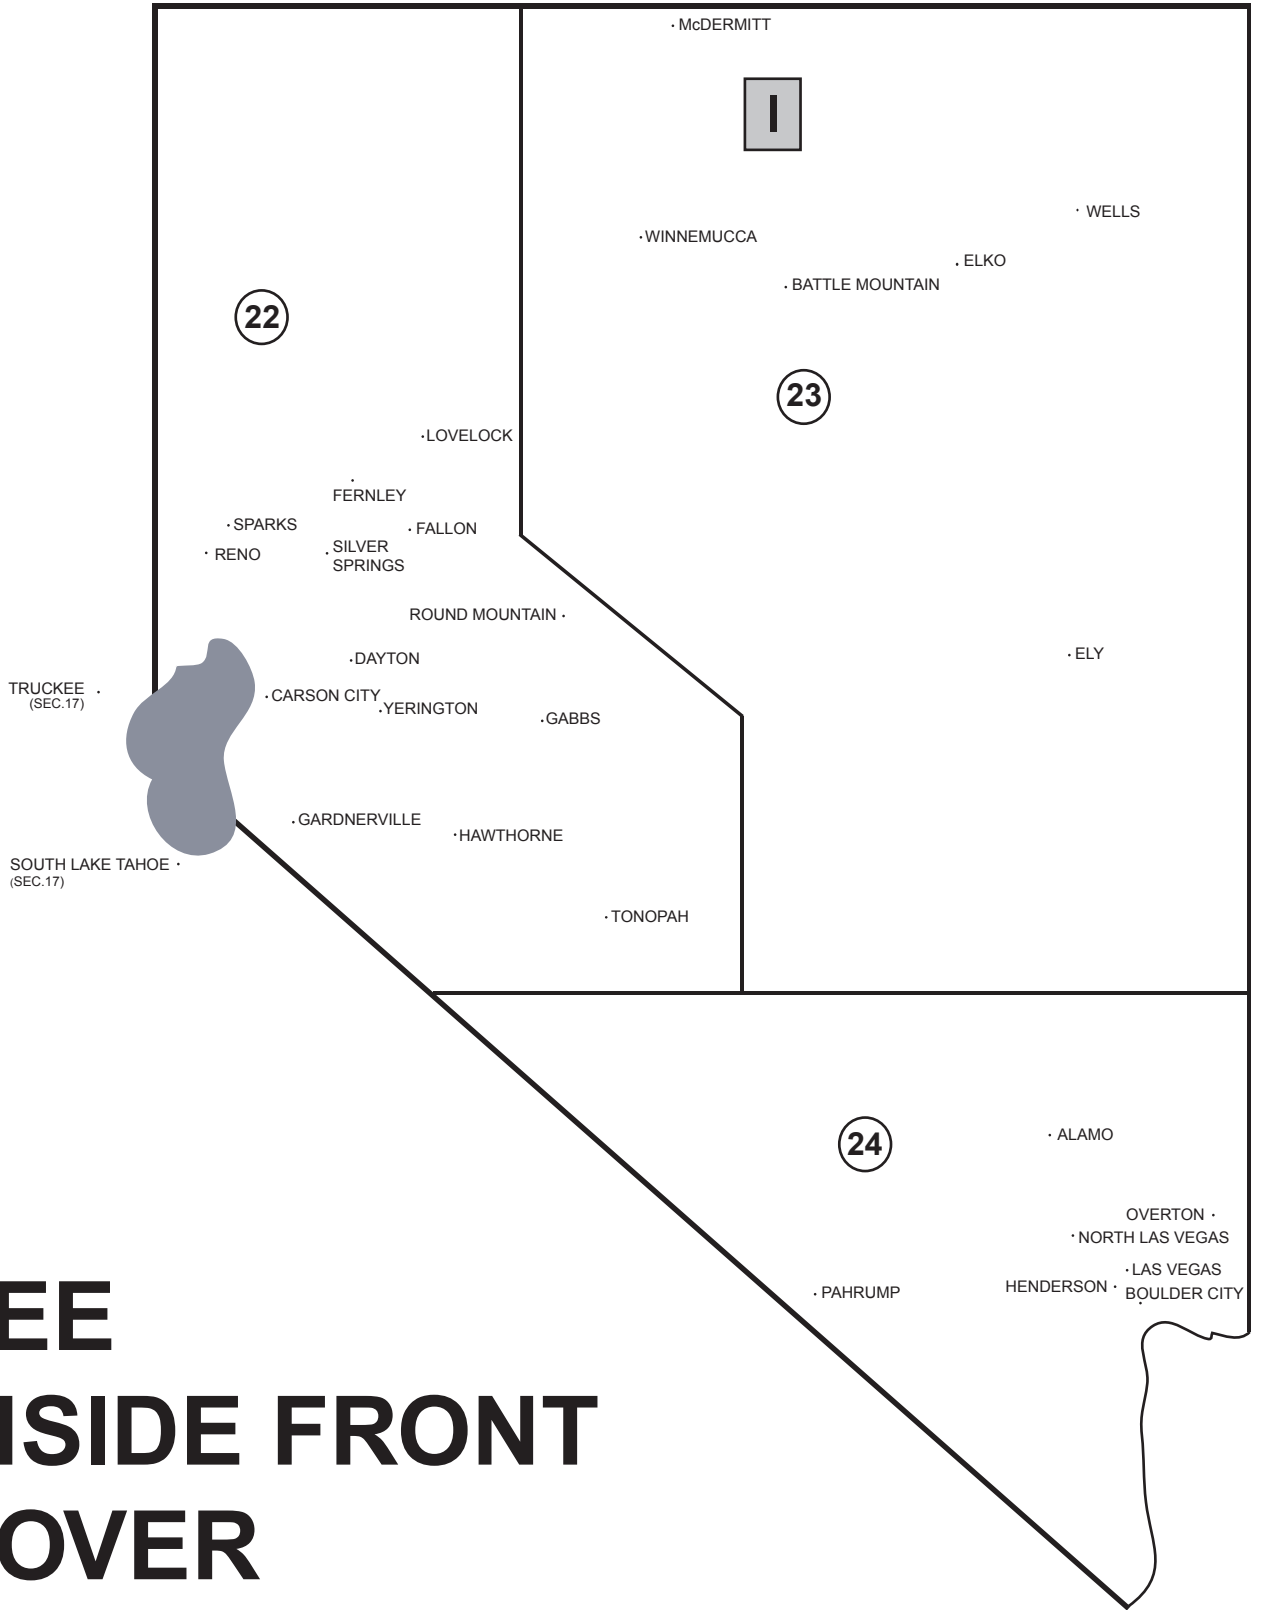 McDERMITT
I
WELLS
WINNEMUCCA
ELKO
BATTLE MOUNTAIN
22
23
LOVELOCK
FERNLEY
SPARKS
FALLON
RENO
SILVER
SPRINGS
ROUND MOUNTAIN
DAYTON
ELY
TRUCKEE
(SEC.17)
CARSON CITY
YERINGTON
GABBS
GARDNERVILLE
HAWTHORNE
SOUTH LAKE TAHOE
(SEC.17)
TONOPAH
24
ALAMO
OVERTON
NORTH LAS VEGAS
LAS VEGAS
HENDERSON
BOULDER CITY
PAHRUMP
EE
ISIDE FRONT
OVER